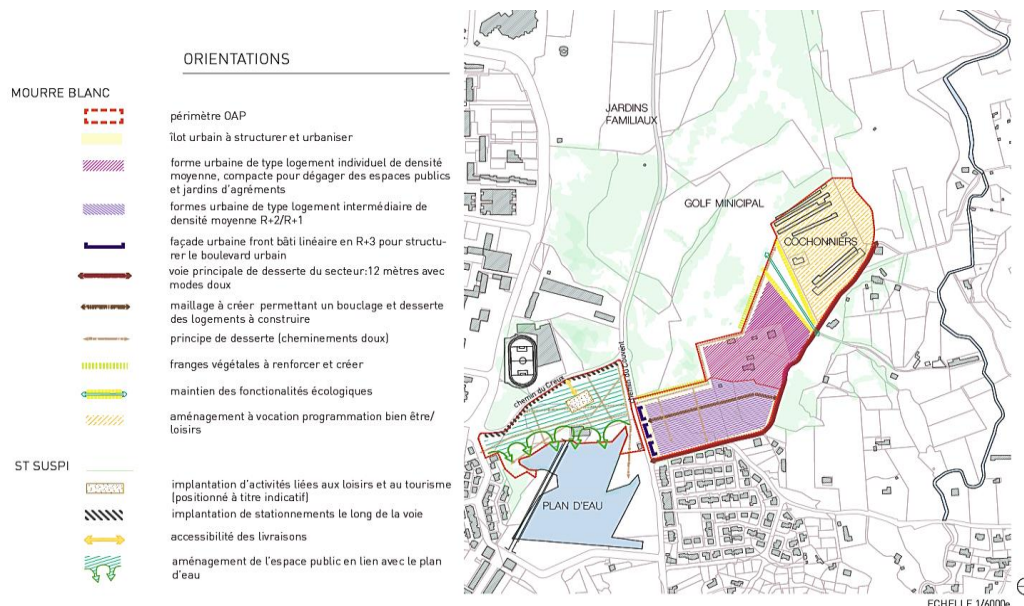 ORIENTATIONS
MOURRE BLANC
périmètre OAP
îlot urbain à structurer et urbaniser
forme urbaine de type logement individuel de densité
moyenne, compacte pour dégager des espaces publics
et jardins d'agréments
formes urbaine de type logement intermédiaire de
densité moyenne R+2/R+1
façade urbaine front bâti linéaire en R+3 pour structu-
rer le boulevard urbain
voie principale de desserte du secteur:12 mètres avec
modes doux
maillage à créer permettant un bouclage et desserte
des logements à construire
principe de desserte (cheminements doux)
franges végétales à renforcer et créer
maintien des fonctionalités écologiques
aménagement à vocation programmation bien être/
loisirs
ST SUSPI
implantation d'activités liées aux loisirs et au tourisme
(positionné à titre indicatif)
implantation de stationnements le long de la voie
accessibilité des livraisons
aménagement de l'espace public en lien avec le plan
d'eau
JARDINS
FAMILIAUX
GOLF MINICIPAL
COCHONNIERS
chemin du Creux
PLAN D'EAU
ECHELLE 1/6000e